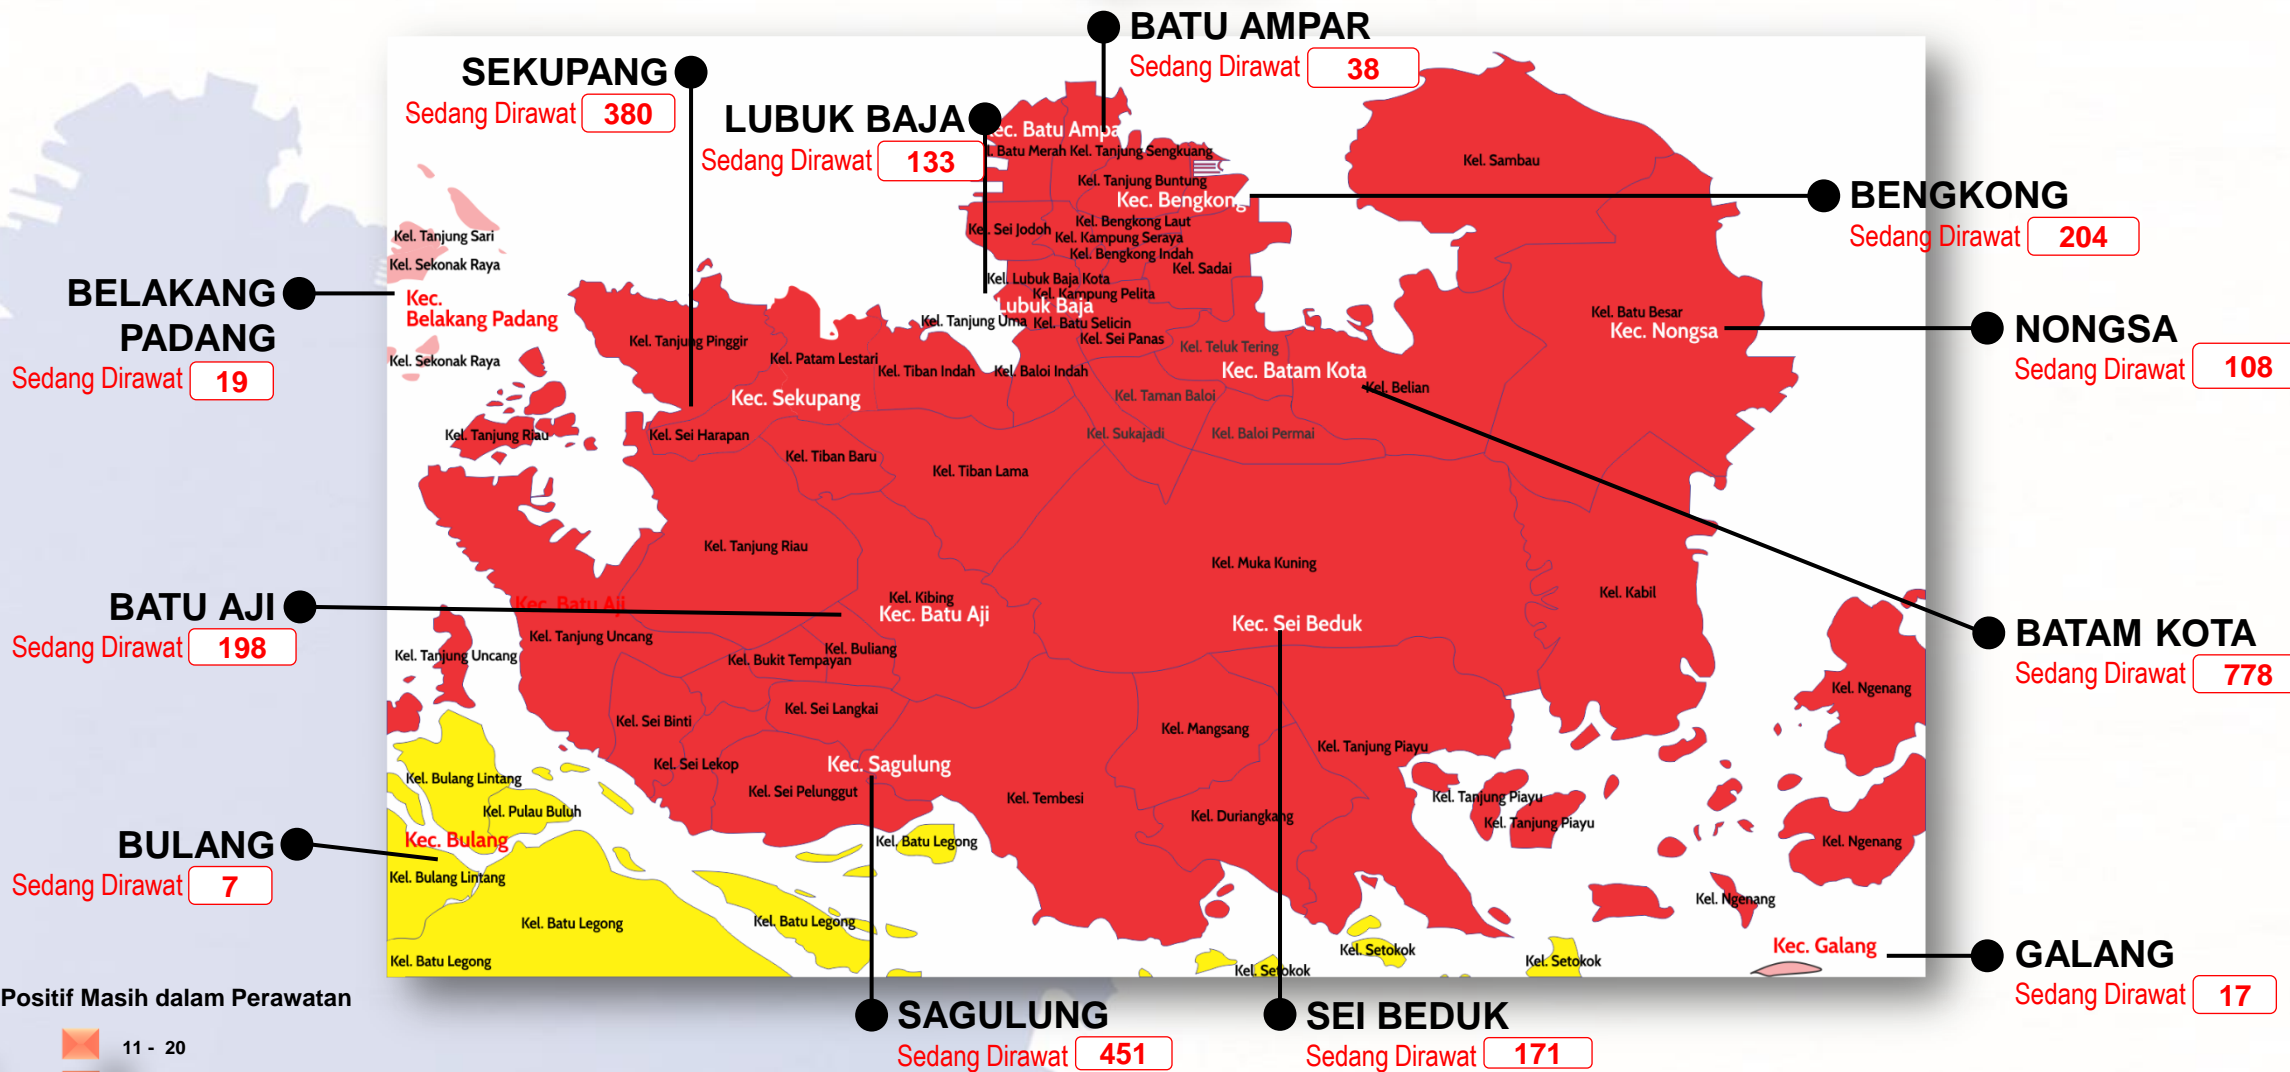 BATU AMPAR
Sedang Dirawat 38
SEKUPANG
Sedang Dirawat 380
LUBUK BAJA
Sedang Dirawat 133
BENGKONG
Sedang Dirawat 204
BELAKANG
PADANG
Sedang Dirawat 19
NONGSA
Sedang Dirawat 108
BATU AJI
Sedang Dirawat 198
BATAM KOTA
Sedang Dirawat 778
BULANG
Sedang Dirawat 7
GALANG
Sedang Dirawat 17
SAGULUNG
Sedang Dirawat 451
SEI BEDUK
Sedang Dirawat 171
Positif Masih dalam Perawatan
11 - 20
ec. Batu Ampa
. Batu Merah Kel. Tanjung Sengkuang
Kel. Sambau
Kel. Tanjung Buntung
Kec. Bengkong
Kel. Bengkong Laut
Kel. Sei Jodoh
Kel. Kampung Seraya
Kel. Bengkong Indah
Kel. Sadai
Kel. Tanjung Sari
Kel. Sekonak Raya
Kel. Lubuk Baja Kota
Kel. Kampung Pelita
Lubuk Baja
Kec.
Belakang Padang
Kel. Tanjung Uma
Kel. Batu Selicin
Kel. Sei Panas
Kel. Batu Besar
Kec. Nongsa
Kel. Tanjung Pinggir
Kel. Patam Lestari
Kel. Teluk Tering
Kel. Sekonak Raya
Kel. Tiban Indah
Kel. Baloi Indah
Kec. Batam Kota
Kel. Belian
Kec. Sekupang
Kel. Taman Baloi
Kel. Tanjung Riau
Kel. Sei Harapan
Kel. Sukajadi
Kel. Baloi Permai
Kel. Tiban Baru
Kel. Tiban Lama
Kel. Tanjung Riau
Kel. Muka Kuning
Kel. Kabil
Kec. Batu Aji
Kel. Kibing
Kec. Batu Aji
Kec. Sei Beduk
Kel. Tanjung Uncang
Kel. Tanjung Uncang
Kel. Buliang
Kel. Bukit Tempayan
Kel. Ngenang
Kel. Sei Binti
Kel. Sei Langkai
Kel. Mangsang
Kel. Tanjung Piayu
Kel. Sei Lekop
Kec. Sagulung
Kel. Bulang Lintang
Kel. Sei Pelunggut
Kel. Tembesi
Kel. Tanjung Piayu
Kel. Pulau Buluh
Kel. Duriangkang
Kel. Tanjung Piayu
Kec. Bulang
Kel. Batu Legong
Kel. Ngenang
Kel. Bulang Lintang
Kel. Ngenang
Kel. Batu Legong
Kel. Batu Legong
Kel. Setokok
Kec. Galang
Kel. Batu Legong
Kel. Setokok
Kel. Setokok